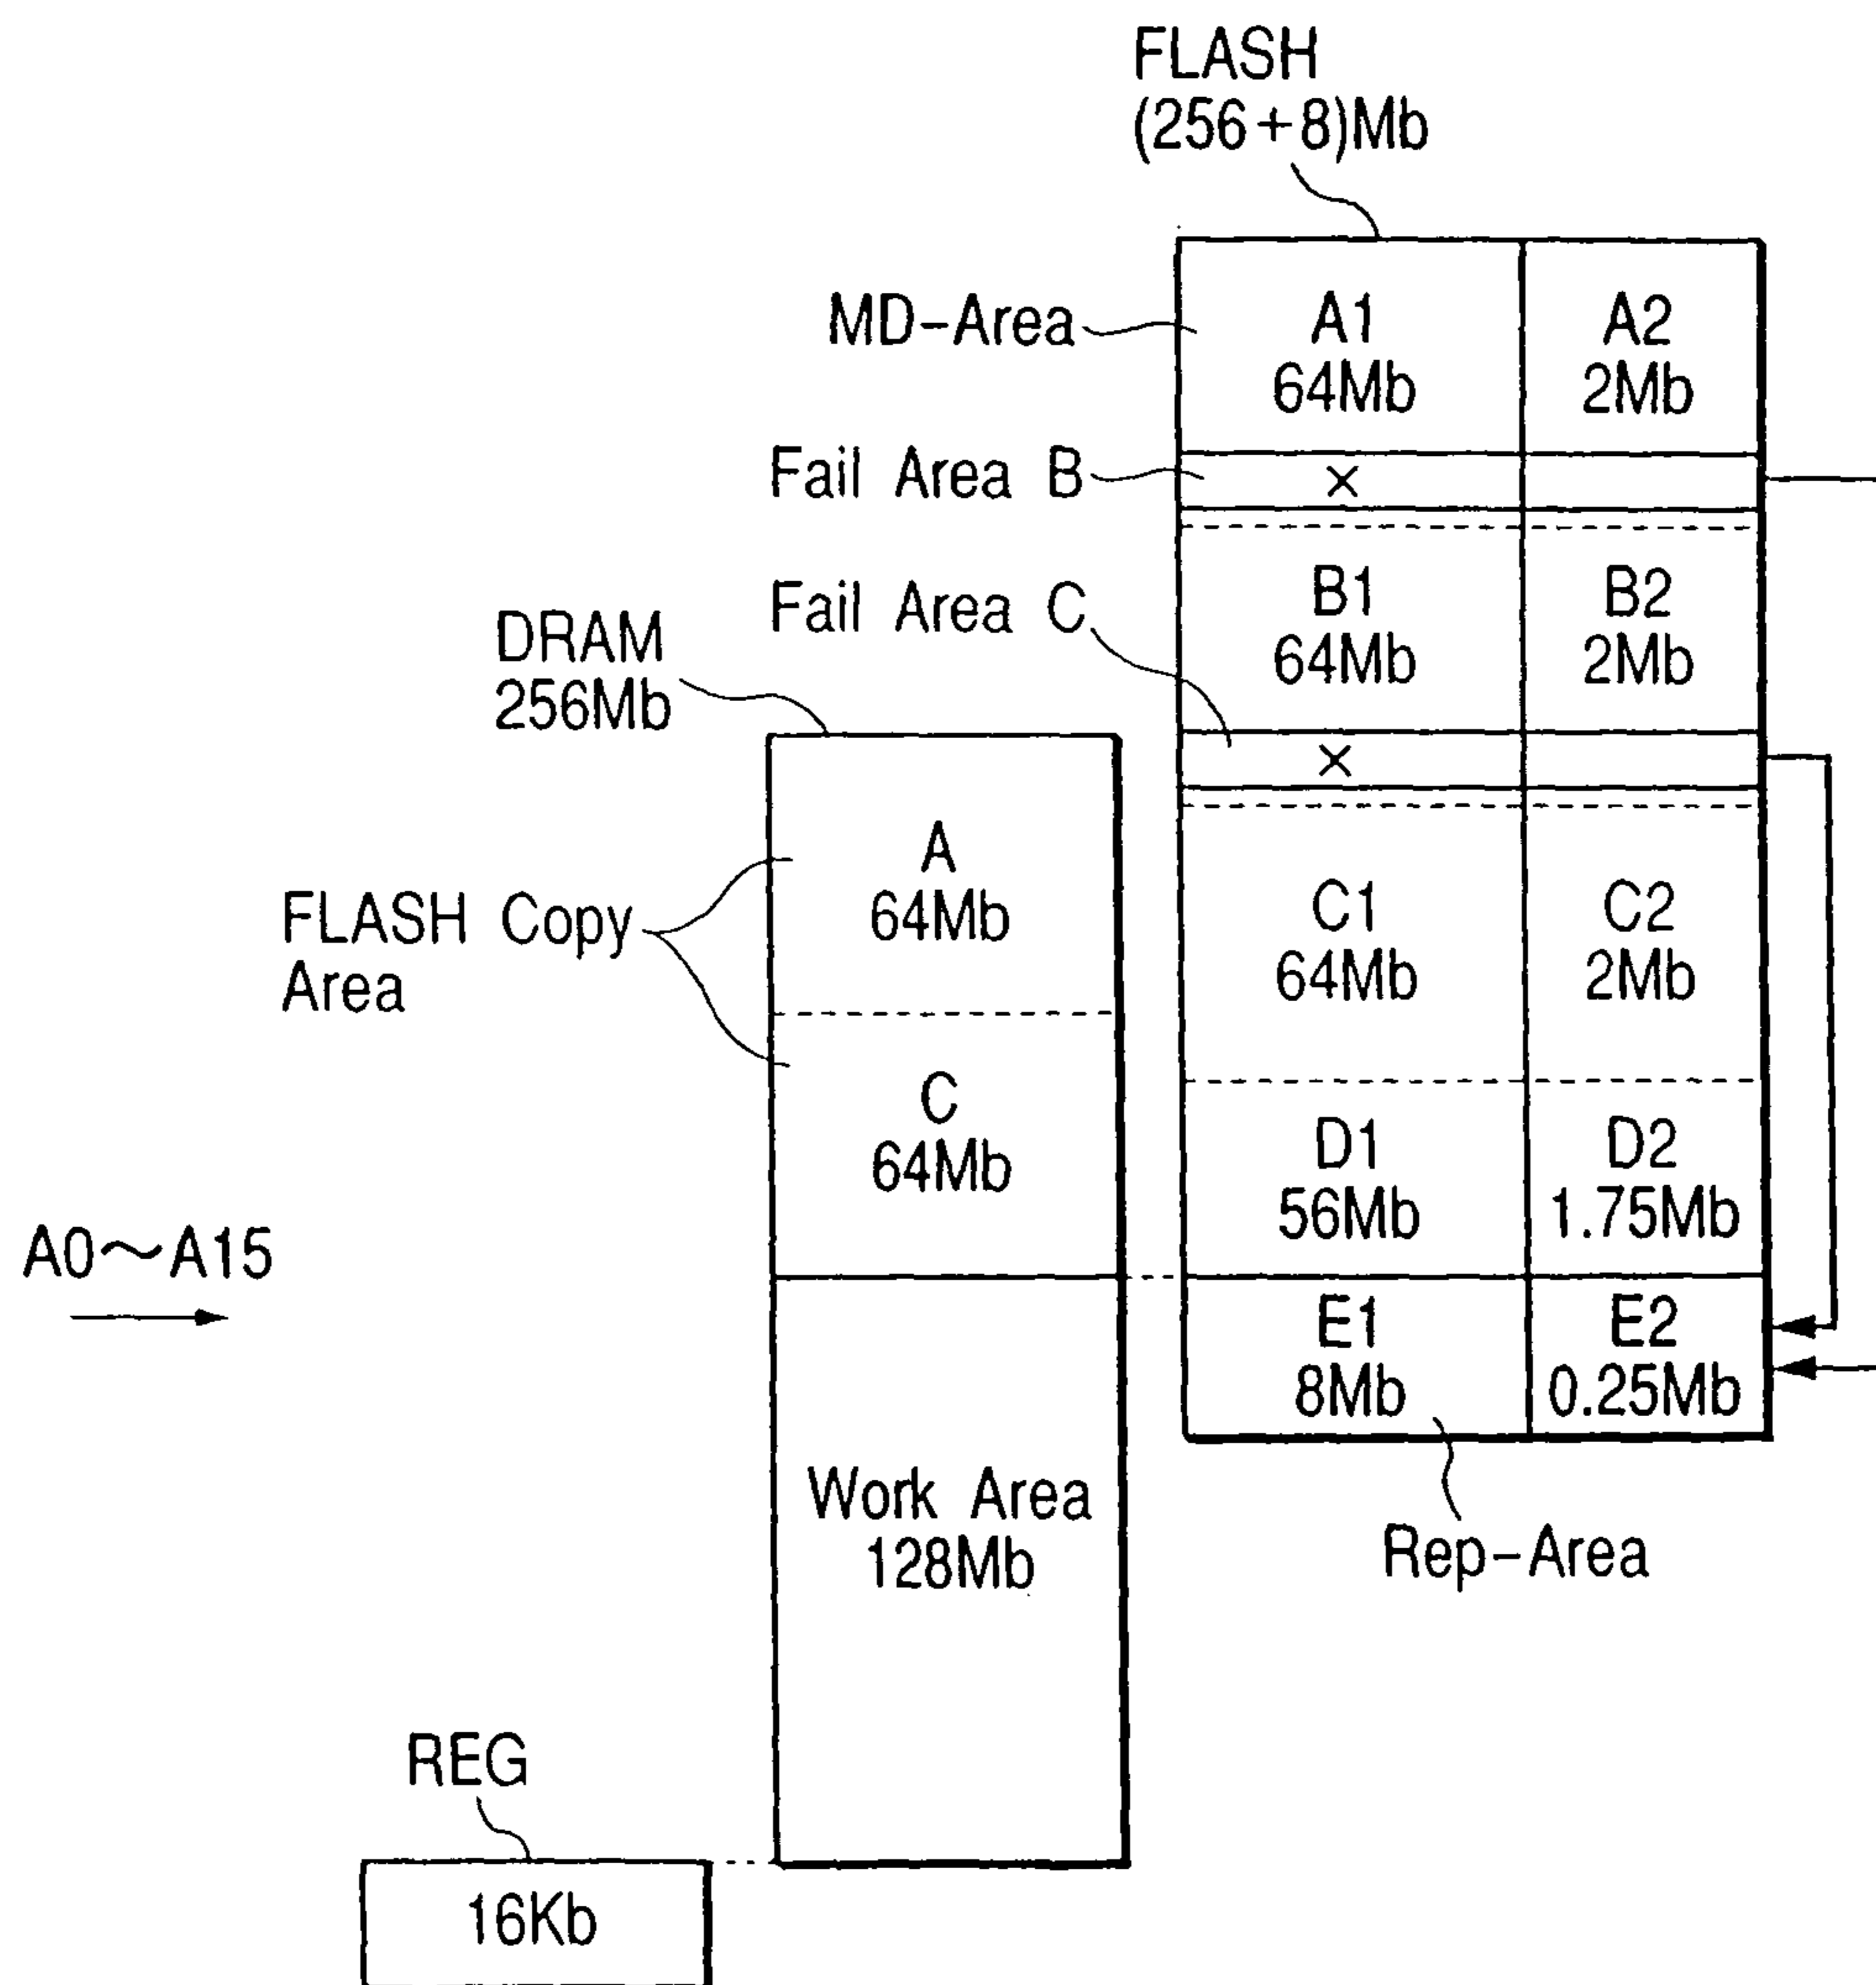 FLASH
(256+8)Mb
MD-Area
A1
64Mb
A2
2Mb
Fail Area B
×
B1
64Mb
B2
2Mb
Fail Area C
×
DRAM
256Mb
A
64Mb
C1
64Mb
C2
2Mb
FLASH Copy
Area
C
64Mb
D1
56Mb
D2
1.75Mb
A0~A15
E1
8Mb
E2
0.25Mb
Work Area
128Mb
Rep-Area
REG
16Kb